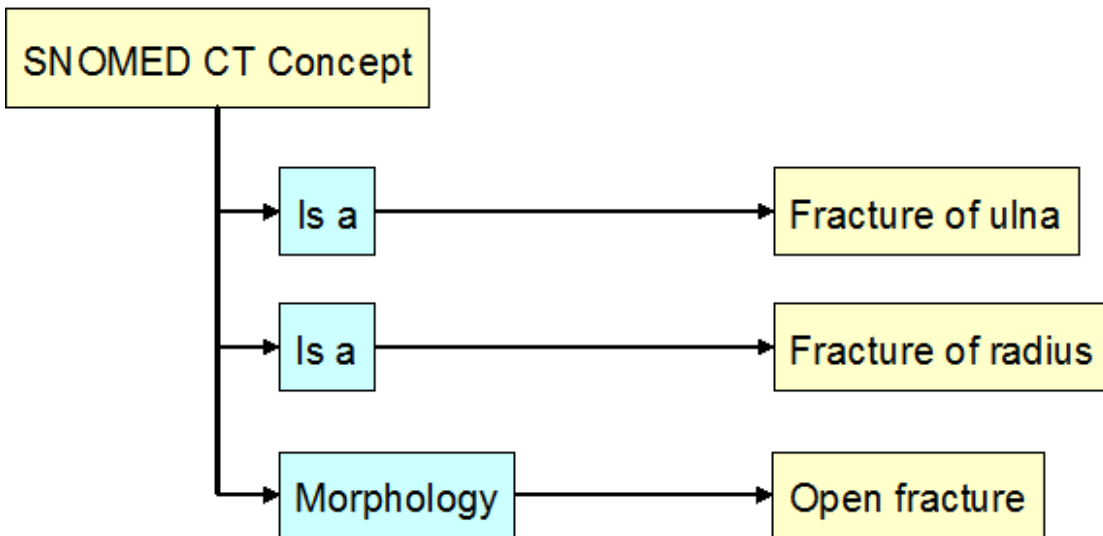 SNOMED CT Concept
Is a
Fracture of ulna
Is a
Fracture of radius
Morphology
Open fracture